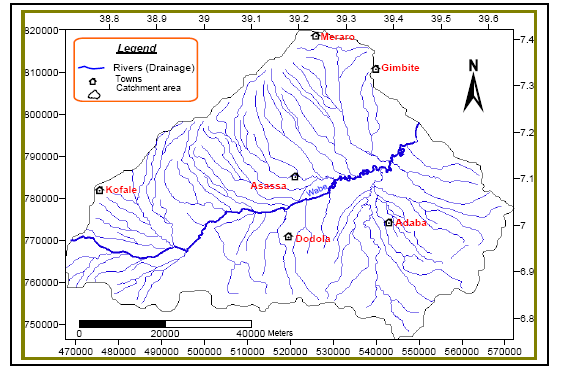 38.8 38.9 39 39.1 39.2 39.3 39.4 39.5 39.6
820000
810000
800000
790000
780000
770000
760000
750000
Legend
Rivers (Drainage)
Towns
Catchment area
Meraro
Gimbite
N
Asassa
Wabe
Kofale
Adaba
Dodola
7.4
7.3
7.2
7.1
7
6.9
6.8
0 20000 40000 Meters
470000 480000 490000 500000 510000 520000 530000 540000 550000 560000 570000